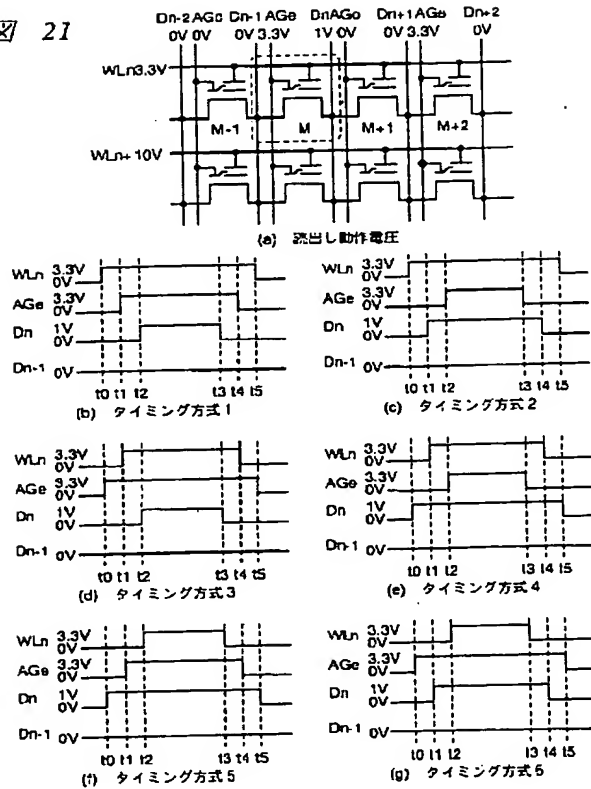 図 21
Dn-2 AGo Dn-1 AGe Dn AGo Dn+1 AGe Dn+2
0V 0V 0V 3.3V 1V 0V 0V 3.3V 0V
WLn3.3V
M-1 M M+1 M+2
WLn+10V
(a) 読出し動作電圧
WLn 3.3V
0V
AGe 3.3V
0V
Dn 1V
0V
Dn-1 0V
t0 t1 t2 t3 t4 t5
(b) タイミング方式1
WLn 3.3V
0V
AGe 3.3V
0V
Dn 1V
0V
Dn-1 0V
t0 t1 t2 t3 t4 t5
(c) タイミング方式2
WLn 3.3V
0V
AGe 3.3V
0V
Dn 1V
0V
Dn-1 0V
t0 t1 t2 t3 t4 t5
(d) タイミング方式3
WLn 3.3V
0V
AGe 3.3V
0V
Dn 1V
0V
Dn-1 0V
t0 t1 t2 t3 t4 t5
(e) タイミング方式4
WLn 3.3V
0V
AGe 3.3V
0V
Dn 1V
0V
Dn-1 0V
t0 t1 t2 t3 t4 t5
(f) タイミング方式5
WLn 3.3V
0V
AGe 3.3V
0V
Dn 1V
0V
Dn-1 0V
t0 t1 t2 t3 t4 t5
(g) タイミング方式6